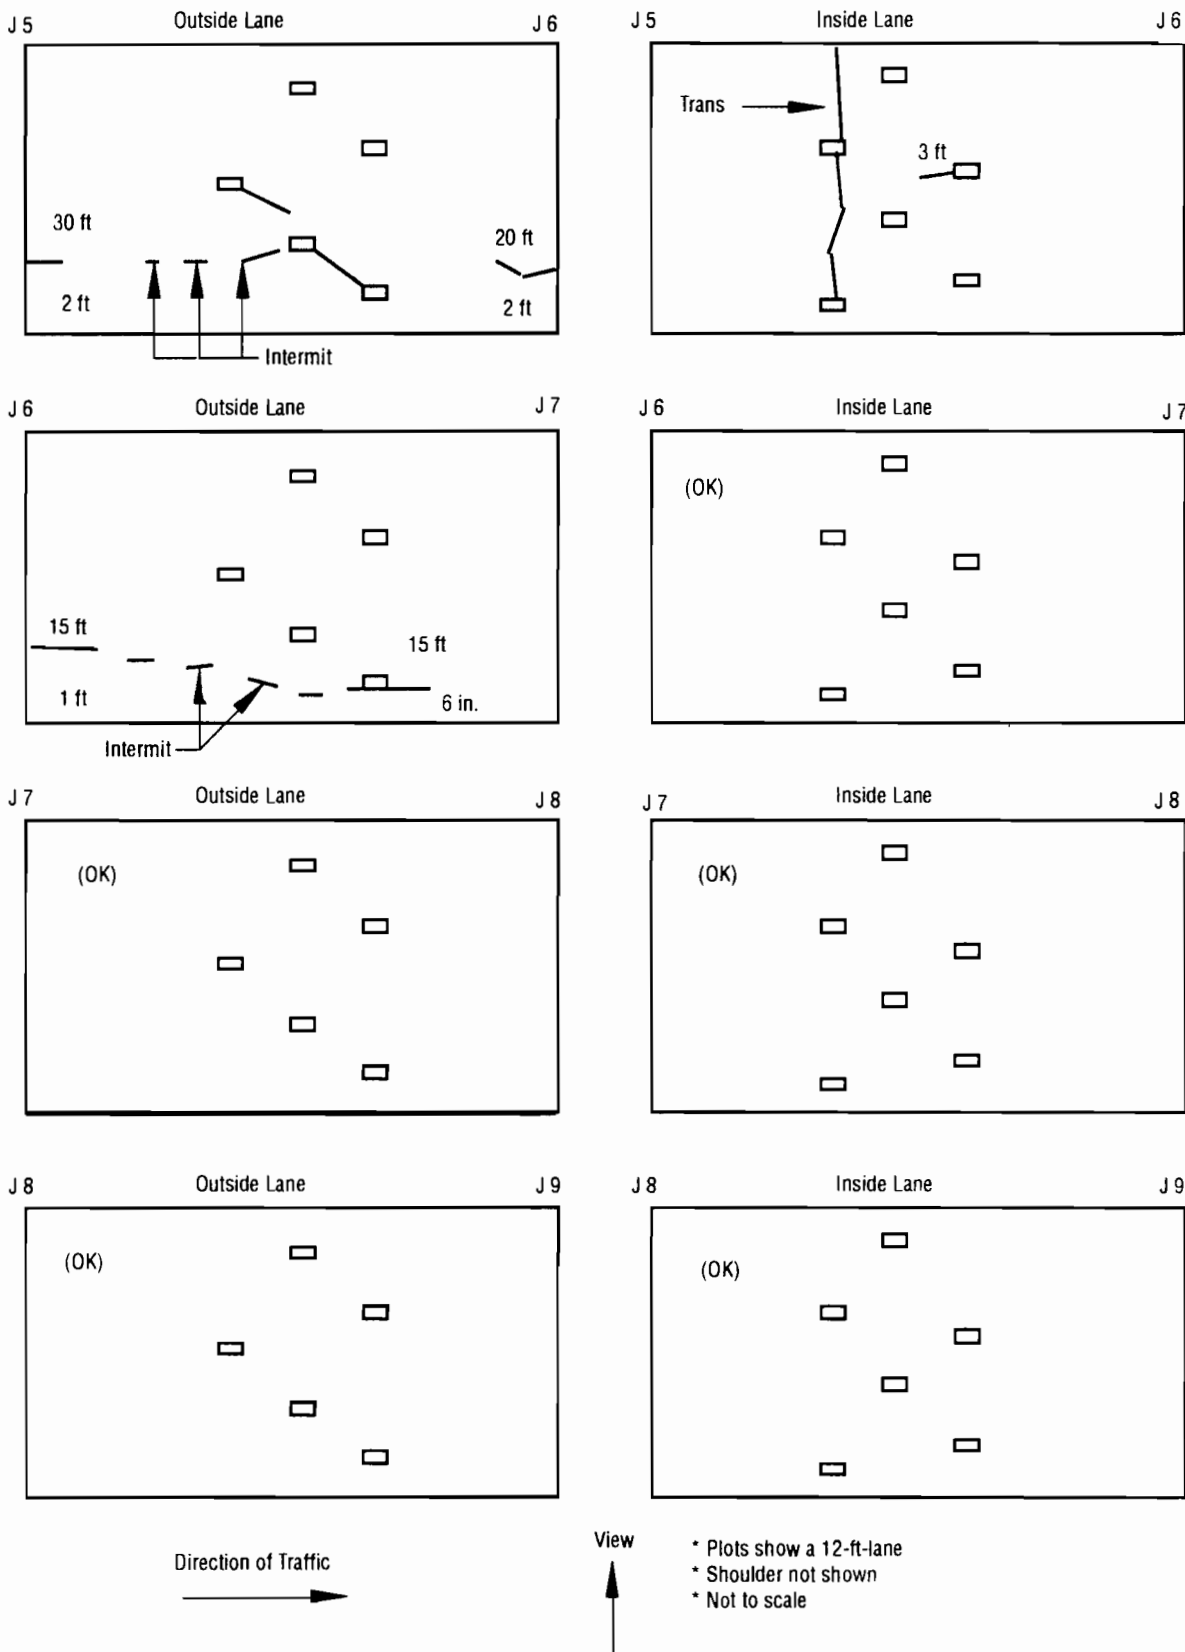 J 5 Outside Lane J 6
30 ft
20 ft
2 ft
2 ft
Intermit
J 5 Inside Lane J 6
Trans
3 ft
J 6 Outside Lane J 7
15 ft
15 ft
1 ft
6 in.
Intermit
J 6 Inside Lane J 7
(OK)
J 7 Outside Lane J 8
(OK)
J 7 Inside Lane J 8
(OK)
J 8 Outside Lane J 9
(OK)
J 8 Inside Lane J 9
(OK)
Direction of Traffic
View
* Plots show a 12-ft-lane
* Shoulder not shown
* Not to scale